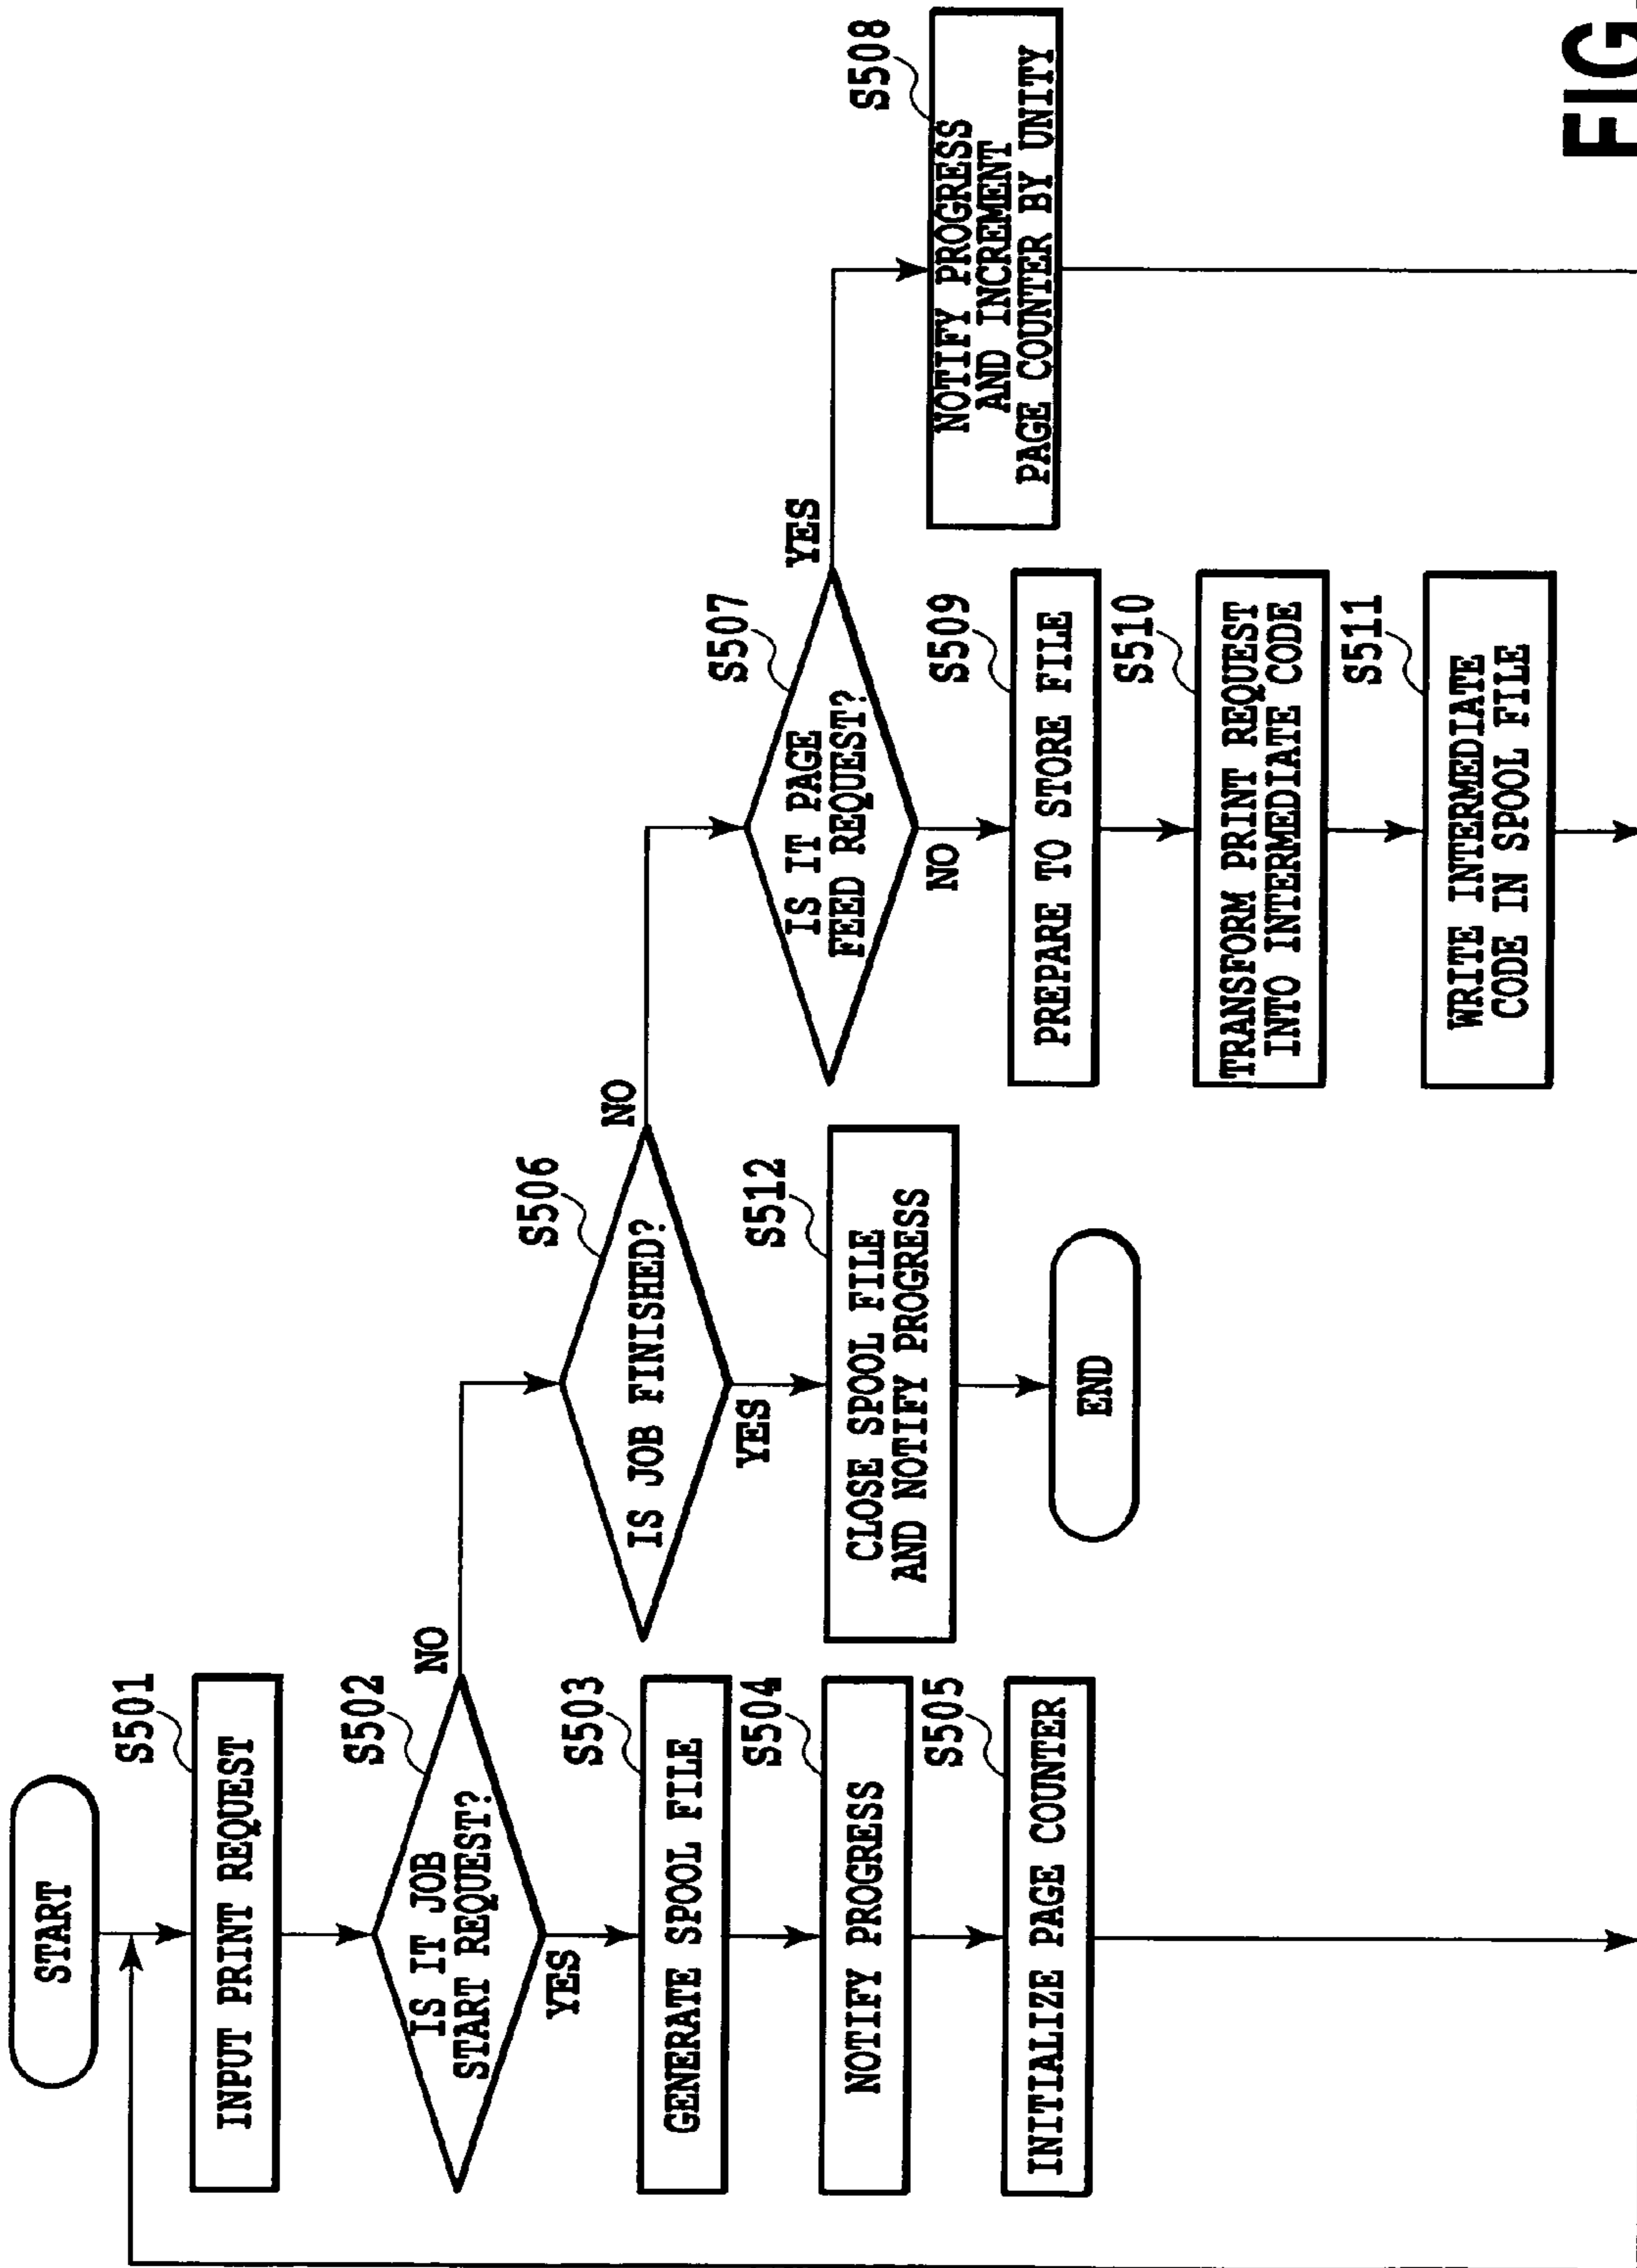 START
S501
INPUT PRINT REQUEST
S502
IS IT JOB
START REQUEST?
NO
YES
S503
GENERATE SPOOL FILE
S504
NOTIFY PROGRESS
S505
INITIALIZE PAGE COUNTER
S506
IS JOB FINISHED?
NO
YES
S512
CLOSE SPOOL FILE
AND NOTIFY PROGRESS
END
S507
IS IT PAGE
FEED REQUEST?
YES
NO
S508
NOTIFY PROGRESS
AND INCREMENT
PAGE COUNTER BY UNITY
S509
PREPARE TO STORE FILE
S510
TRANSFORM PRINT REQUEST
INTO INTERMEDIATE CODE
S511
WRITE INTERMEDIATE
CODE IN SPOOL FILE
FIG